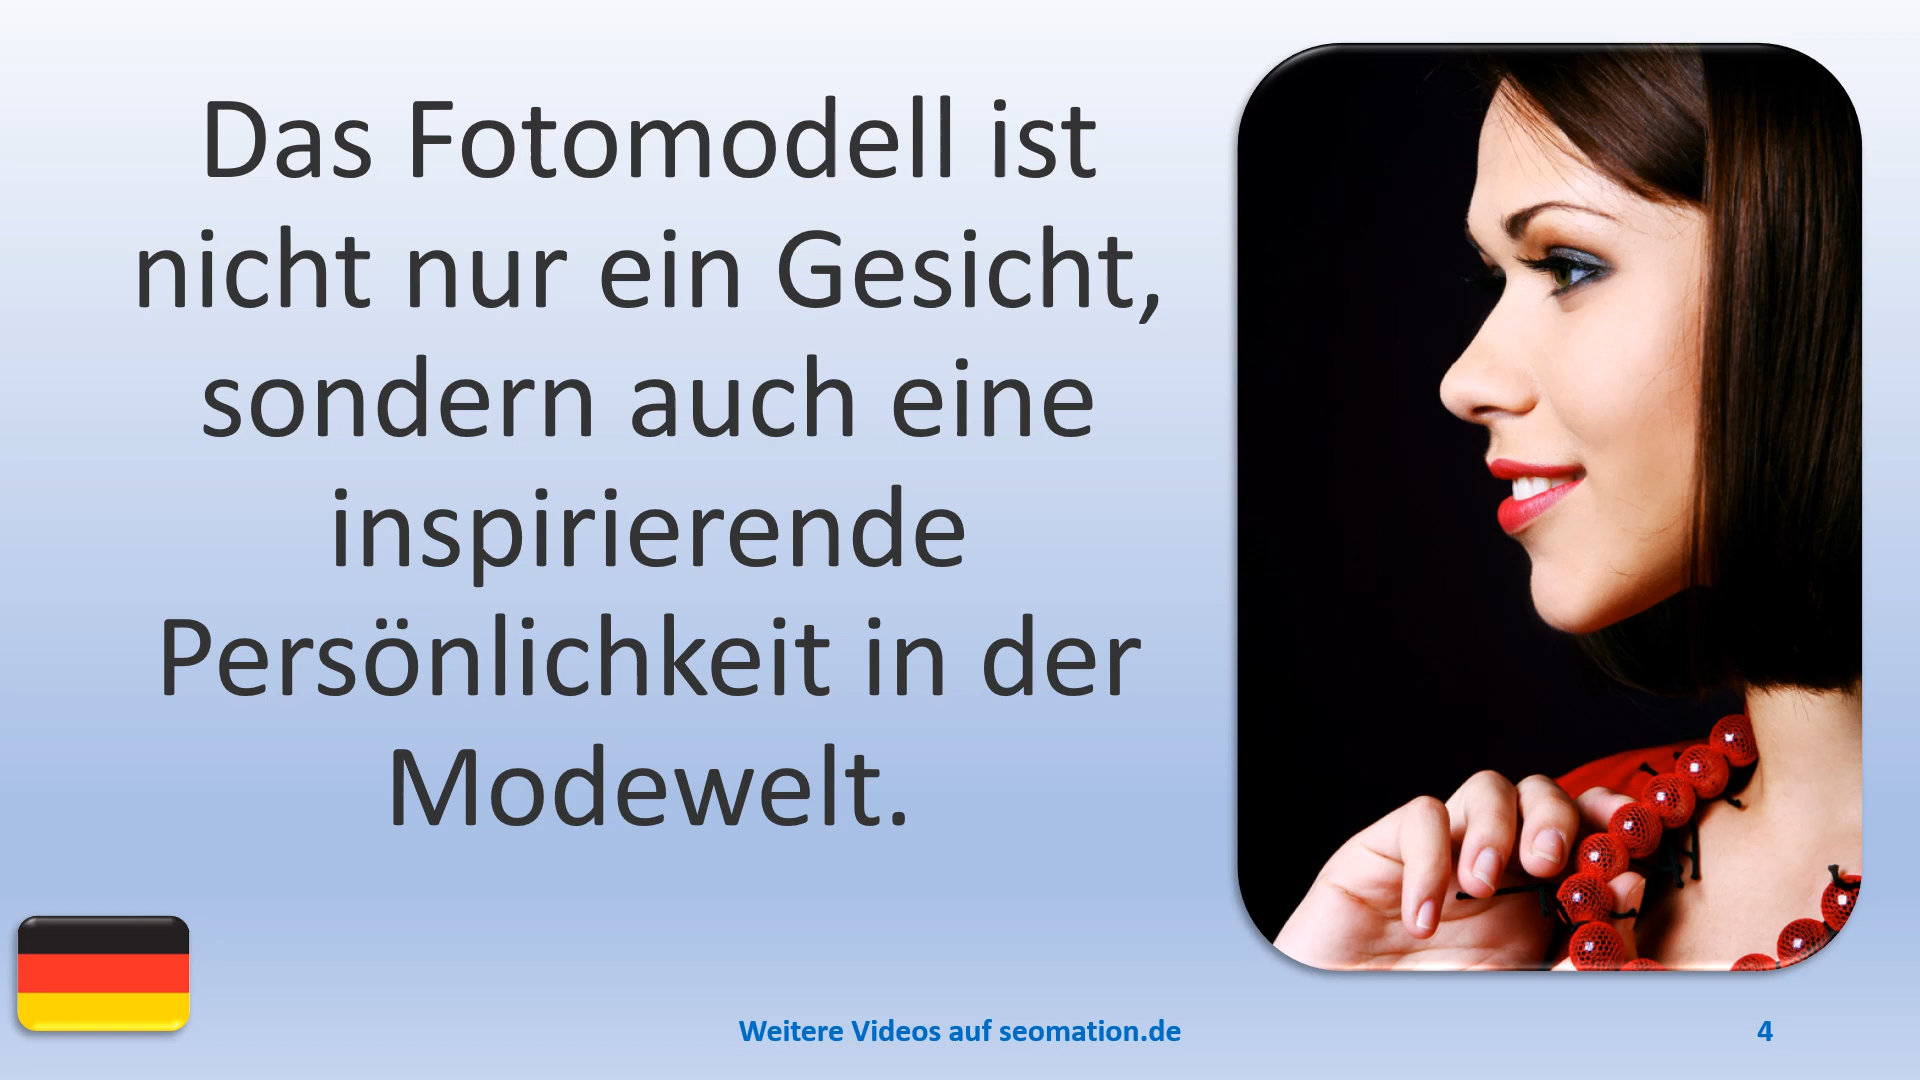 Das Fotomodell ist
nicht nur ein Gesicht,
sondern auch eine
inspirierende
Persönlichkeit in der
Modewelt.
Weitere Videos auf seomation.de
4